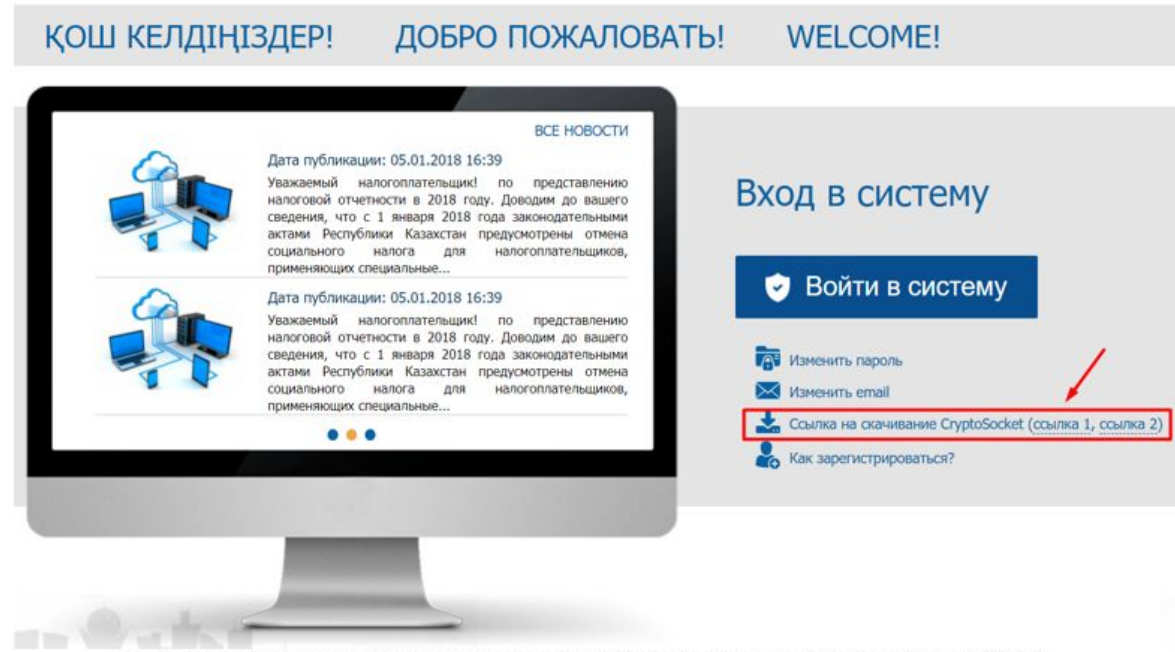 ҚОШ КЕЛДІҢІЗДЕР! ДОБРО ПОЖАЛОВАТЬ! WELCOME!
ВСЕ НОВОСТИ
Дата публикации: 05.01.2018 16:39
Уважаемый налогоплательщик! по представлению
налоговой отчетности в 2018 году. Доводим до вашего
сведения, что с 1 января 2018 года законодательными
актами Республики Казахстан предусмотрены отмена
социального налога для налогоплательщиков,
применяющих специальные...
Дата публикации: 05.01.2018 16:39
Уважаемый налогоплательщик! по представлению
налоговой отчетности в 2018 году. Доводим до вашего
сведения, что с 1 января 2018 года законодательными
актами Республики Казахстан предусмотрены отмена
социального налога для налогоплательщиков,
применяющих специальные...
Вход в систему
Войти в систему
Изменить пароль
Изменить email
Ссылка на скачивание CryptoSocket (ссылка 1, ссылка 2)
Как зарегистрироваться?